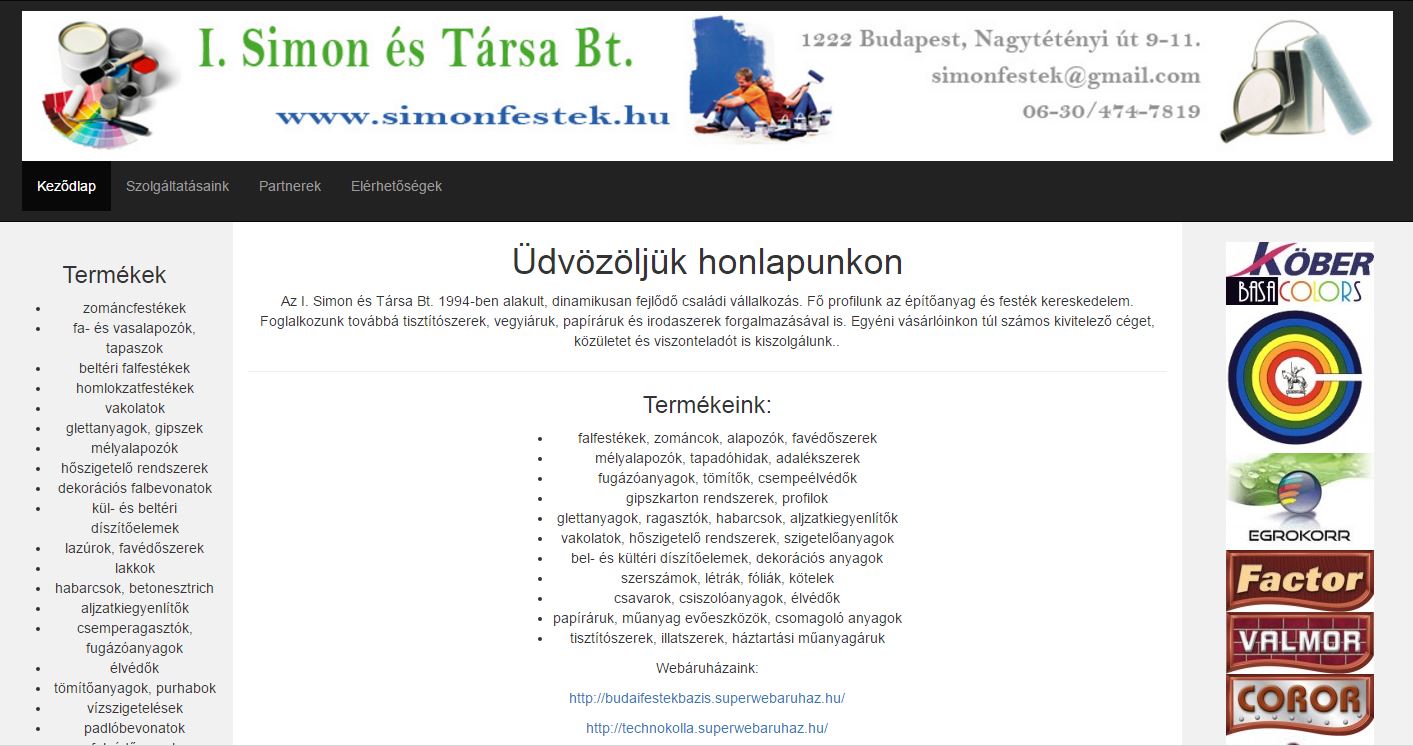 I. Simon és Társa Bt.
www.simonfestek.hu
1222 Budapest, Nagytétényi út 9-11.
simonfestek@gmail.com
06-30/474-7819
Keződlap
Szolgáltatásaink
Partnerek
Elérhetőségek
Termékek
zománcfestékek
fa- és vasalapozók,
tapaszok
beltéri falfestékek
homlokzatfestékek
vakolatok
glettanyagok, gipszek
mélyalapozók
hőszigetelő rendszerek
dekorációs falbevonatok
kül- és beltéri
díszítőelemek
lazúrok, favédőszerek
lakkok
habarcsok, betonesztrich
aljzatkiegyenlítők
csemperagasztók,
fugázóanyagok
élvédők
tömítőanyagok, purhabok
vízszigetelések
padlóbevonatok
Üdvözöljük honlapunkon
Az I. Simon és Társa Bt. 1994-ben alakult, dinamikusan fejlődő családi vállalkozás. Fő profilunk az építőanyag és festék kereskedelem.
Foglalkozunk továbbá tisztítószerek, vegyiáruk, papíráruk és irodaszerek forgalmazásával is. Egyéni vásárlóinkon túl számos kivitelező céget,
közületet és viszonteladót is kiszolgálunk..
Termékeink:
falfestékek, zománcok, alapozók, favédőszerek
mélyalapozók, tapadóhidak, adalékszerek
fugázóanyagok, tömítők, csempeélvédők
gipszkarton rendszerek, profilok
glettanyagok, ragasztók, habarcsok, aljzatkiegyenlítők
vakolatok, hőszigetelő rendszerek, szigetelőanyagok
bel- és kültéri díszítőelemek, dekorációs anyagok
szerszámok, létrák, fóliák, kötelek
csavarok, csiszolóanyagok, élvédők
papíráruk, műanyag evőeszközök, csomagoló anyagok
tisztítószerek, illatszerek, háztartási műanyagáruk
Webáruházaink:
http://budaifestekbazis.superwebaruhaz.hu/
http://technokolla.superwebaruhaz.hu/
KÖBER
BASACOLORS
EGROKORR
Factor
VALMOR
COROR